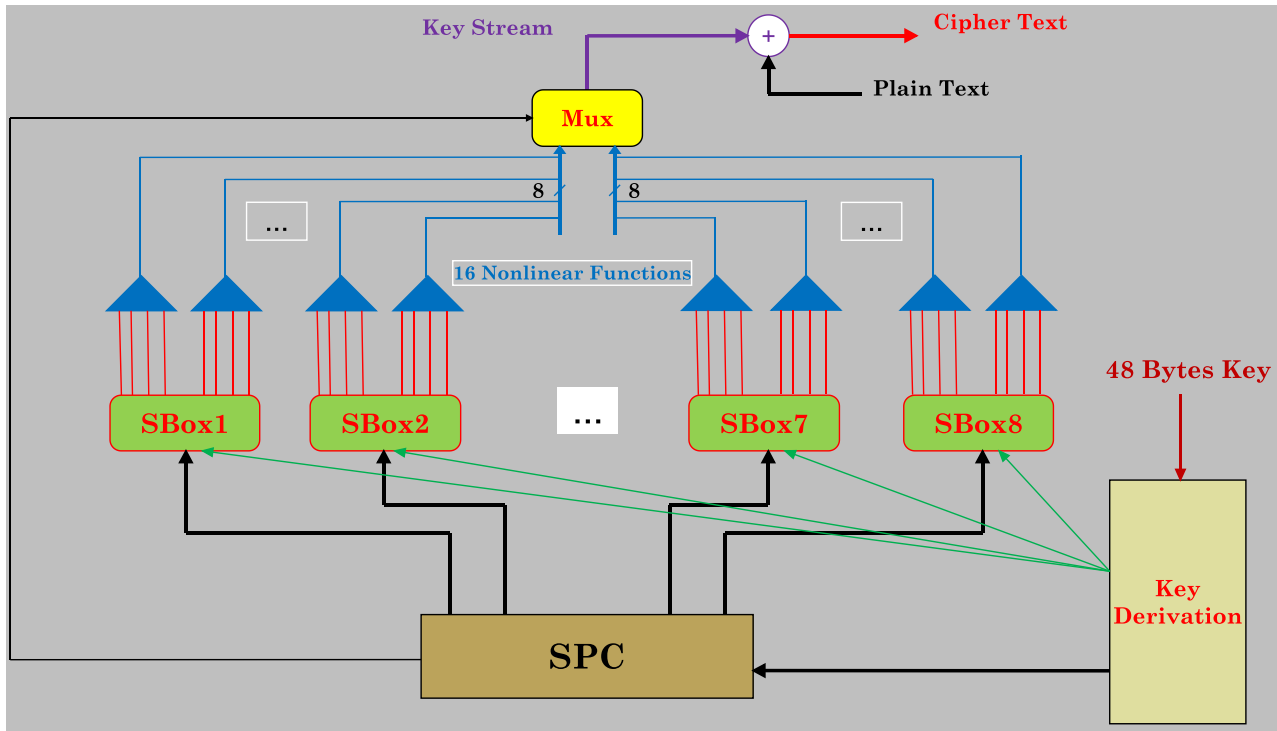 Key Stream
+
Cipher Text
Plain Text
Mux
8
8
...
...
16 Nonlinear Functions
48 Bytes Key
SBox1
SBox2
...
SBox7
SBox8
Key
Derivation
SPC